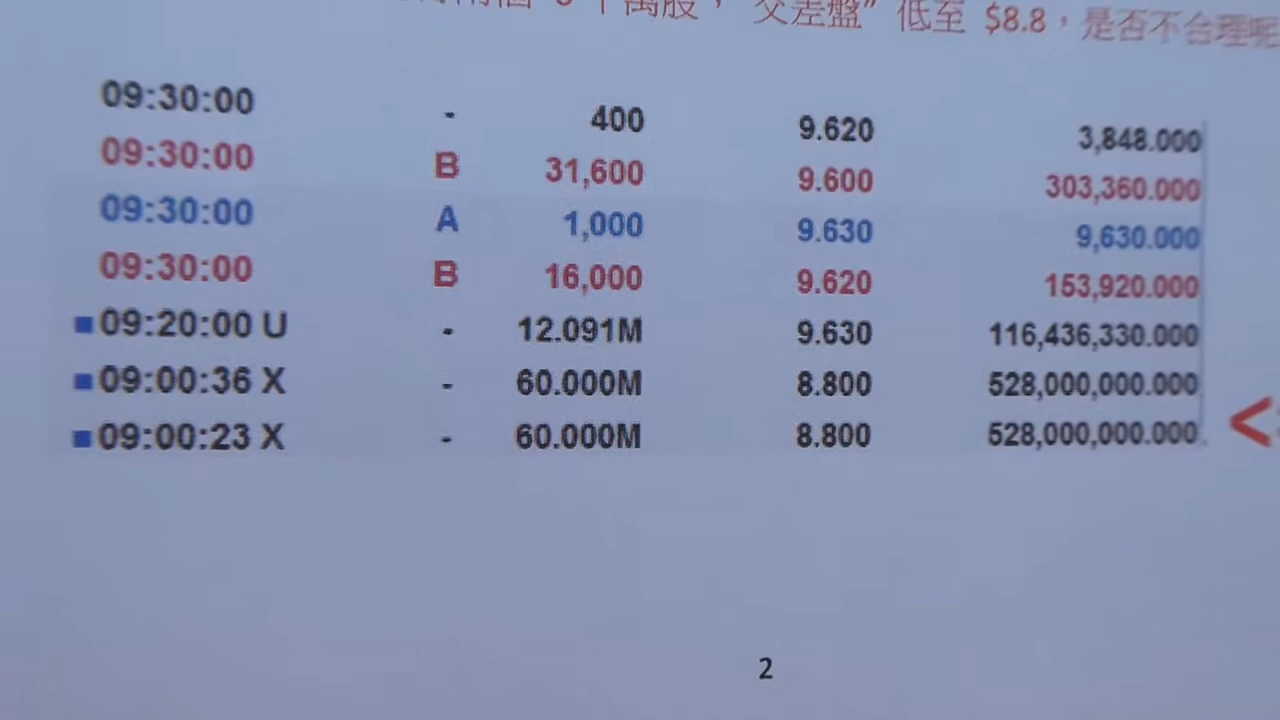 萬股， “交差盤” 低至 $8.8，是否不合理呢
09:30:00 - 400 9.620 3,848.000
09:30:00 B 31,600 9.600 303,360.000
09:30:00 A 1,000 9.630 9,630.000
09:30:00 B 16,000 9.620 153,920.000
09:20:00 U - 12.091M 9.630 116,436,330.000
09:00:36 X - 60.000M 8.800 528,000,000.000
09:00:23 X - 60.000M 8.800 528,000,000.000
<
2